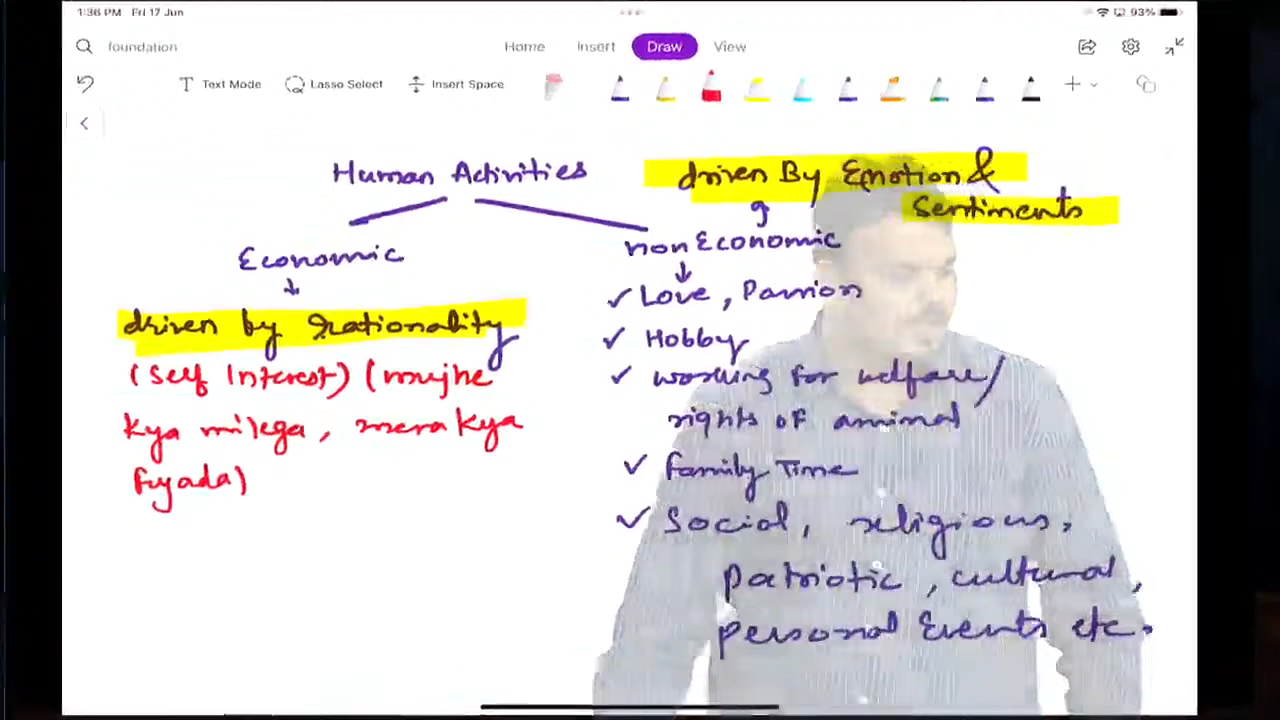 1:36 PM Fri 17 Jun
93%
foundation
Home Insert Draw View
Text Mode Lasso Select Insert Space
Human Activities
driven By Emotion &
Sentiments
Economic
non Economic
driven by Rationality
(Self Interest) (mujhe
kya milega, mera kya
fayada)
✓ Love, Passion
✓ Hobby
✓ working for welfare/
rights of animal
✓ family Time
✓ Social, religious,
patriotic, cultural,
personal Events etc.